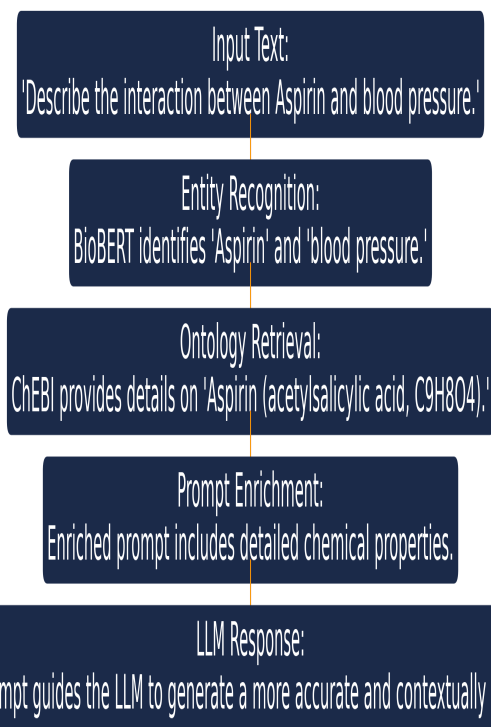 Input Text:
'Describe the interaction between Aspirin and blood pressure.'
Entity Recognition:
BioBERT identifies 'Aspirin' and 'blood pressure.'
Ontology Retrieval:
ChEBI provides details on 'Aspirin (acetylsalicylic acid, C9H8O4).'
Prompt Enrichment:
Enriched prompt includes detailed chemical properties.
LLM Response:
mpt guides the LLM to generate a more accurate and contextually